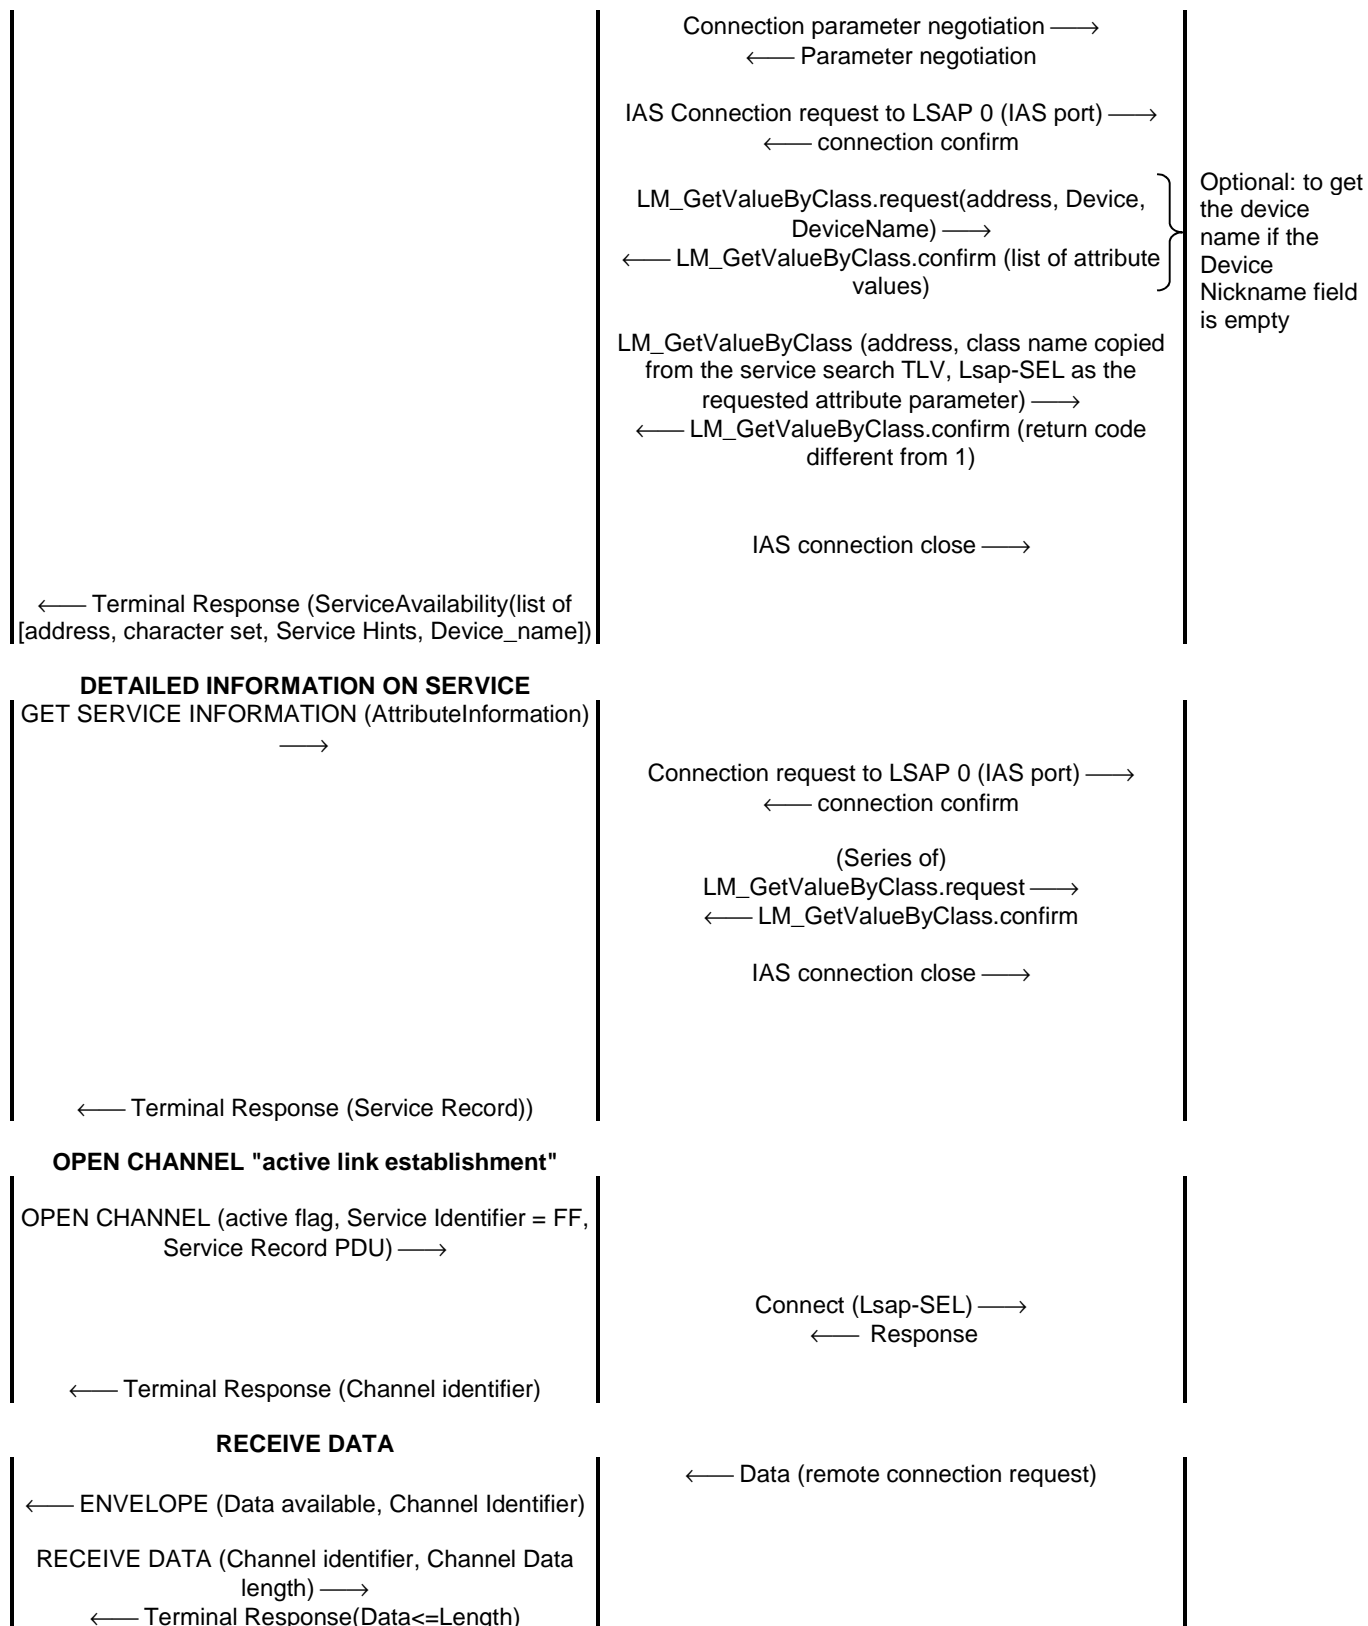 Connection parameter negotiation ⟶
⟵ Parameter negotiation
IAS Connection request to LSAP 0 (IAS port) ⟶
⟵ connection confirm
LM_GetValueByClass.request(address, Device,
DeviceName) ⟶
⟵ LM_GetValueByClass.confirm (list of attribute
values)
Optional: to get
the device
name if the
Device
Nickname field
is empty
LM_GetValueByClass (address, class name copied
from the service search TLV, Lsap-SEL as the
requested attribute parameter) ⟶
⟵ LM_GetValueByClass.confirm (return code
different from 1)
IAS connection close ⟶
⟵ Terminal Response (ServiceAvailability(list of
[address, character set, Service Hints, Device_name])
DETAILED INFORMATION ON SERVICE
GET SERVICE INFORMATION (AttributeInformation)
⟶
Connection request to LSAP 0 (IAS port) ⟶
⟵ connection confirm
(Series of)
LM_GetValueByClass.request ⟶
⟵ LM_GetValueByClass.confirm
IAS connection close ⟶
⟵ Terminal Response (Service Record))
OPEN CHANNEL "active link establishment"
OPEN CHANNEL (active flag, Service Identifier = FF,
Service Record PDU) ⟶
Connect (Lsap-SEL) ⟶
⟵ Response
⟵ Terminal Response (Channel identifier)
RECEIVE DATA
⟵ Data (remote connection request)
⟵ ENVELOPE (Data available, Channel Identifier)
RECEIVE DATA (Channel identifier, Channel Data
length) ⟶
⟵ Terminal Response(Data<=Length)